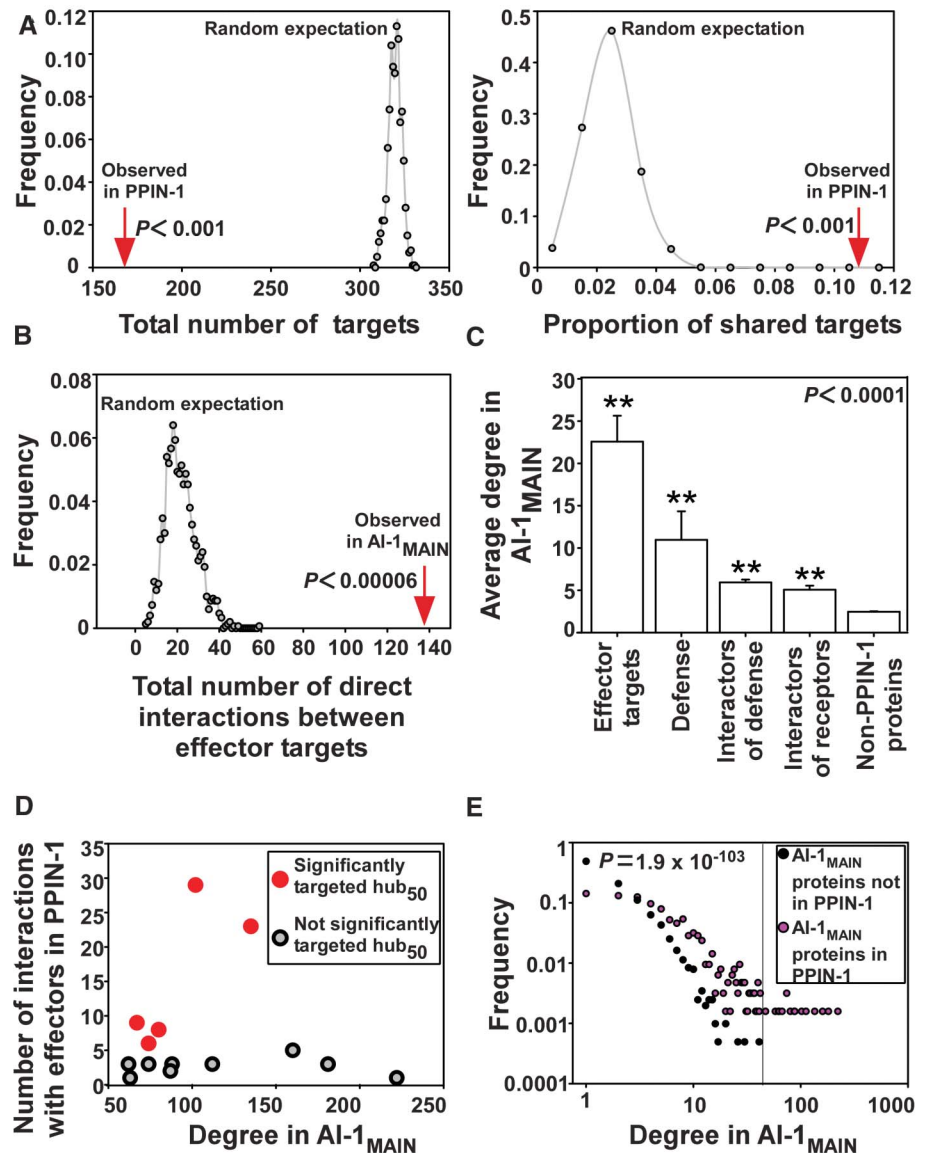 A
0.12
0.10
0.08
0.06
0.04
0.02
0
Frequency
Random expectation
Observed
in PPIN-1
P< 0.001
150 200 250 300 350
Total number of targets
0.5
0.4
0.3
0.2
0.1
0.0
Frequency
Random expectation
Observed
in PPIN-1
P< 0.001
0 0.02 0.04 0.06 0.08 0.10 0.12
Proportion of shared targets
B
0.08
0.06
0.04
0.02
0
Frequency
Random expectation
Observed
in AI-1MAIN
P< 0.00006
0 20 40 60 80 100 120 140
Total number of direct
interactions between
effector targets
C
30
25
20
15
10
5
0
Average degree in
AI-1MAIN
P< 0.0001
**
**
**
**
Effector
targets
Defense
Interactors
of defense
Interactors
of receptors
Non-PPIN-1
proteins
D
35
30
25
20
15
10
5
0
Number of interactions
with effectors in PPIN-1
Significantly
targeted hub50
Not significantly
targeted hub50
50 100 150 200 250
Degree in AI-1MAIN
E
1
0.1
0.01
0.001
0.0001
Frequency
P=1.9 x 10-103
AI-1MAIN
proteins not
in PPIN-1
AI-1MAIN
proteins in
PPIN-1
1 10 100 1000
Degree in AI-1MAIN